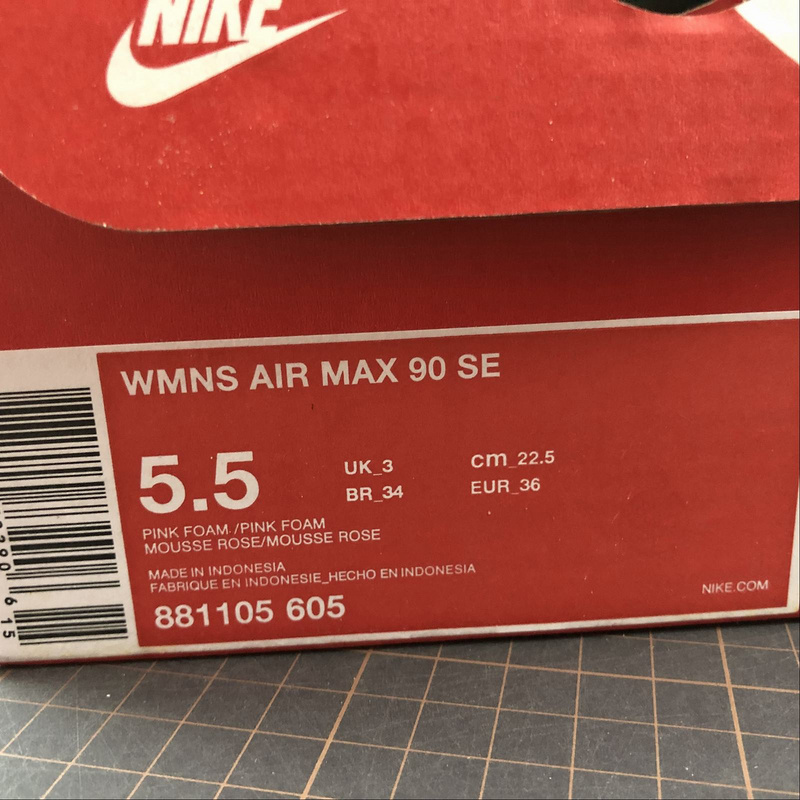 NIKE
WMNS AIR MAX 90 SE
5.5
UK_3
cm_22.5
BR_34
EUR_36
PINK FOAM/PINK FOAM
MOUSSE ROSE/MOUSSE ROSE
MADE IN INDONESIA
FABRIQUE EN INDONESIE_HECHO EN INDONESIA
881105 605
NIKE.COM